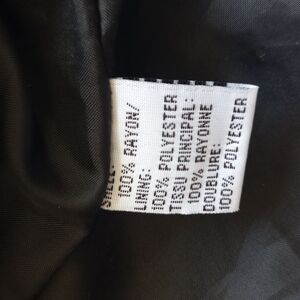 SHELL:
100% RAYON/
LINING:
100% POLYESTER
TISSU PRINCIPAL:
100% RAYONNE
DOUBLURE:
100% POLYESTER